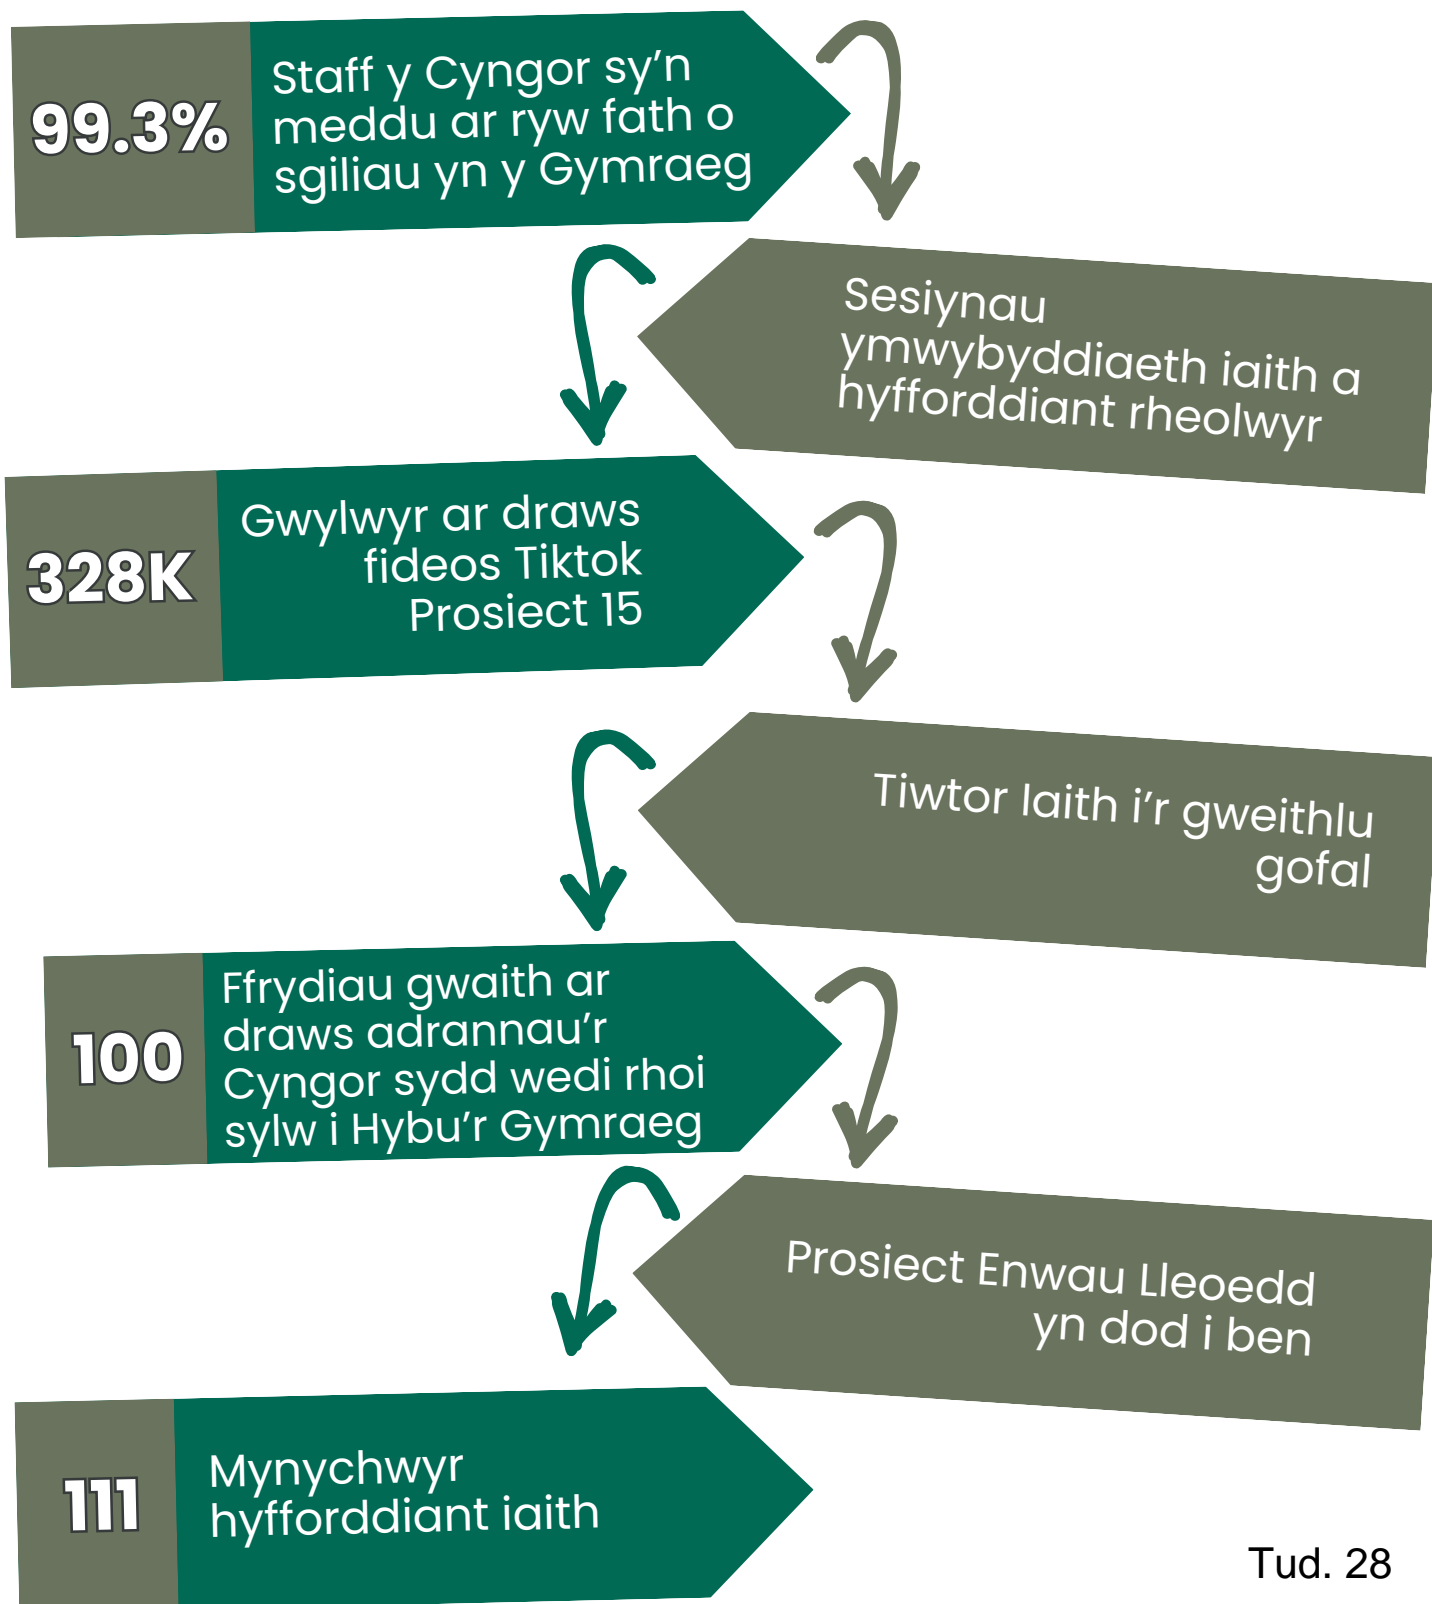 99.3%
Staff y Cyngor sy’n
meddu ar ryw fath o
sgiliau yn y Gymraeg
Sesiynau
ymwybyddiaeth iaith a
hyfforddiant rheolwyr
328K
Gwylwyr ar draws
fideos Tiktok
Prosiect 15
Tiwtor Iaith i’r gweithlu
gofal
100
Ffrydiau gwaith ar
draws adrannau’r
Cyngor sydd wedi rhoi
sylw i Hybu’r Gymraeg
Prosiect Enwau Lleoedd
yn dod i ben
111
Mynychwyr
hyfforddiant iaith
Tud. 28